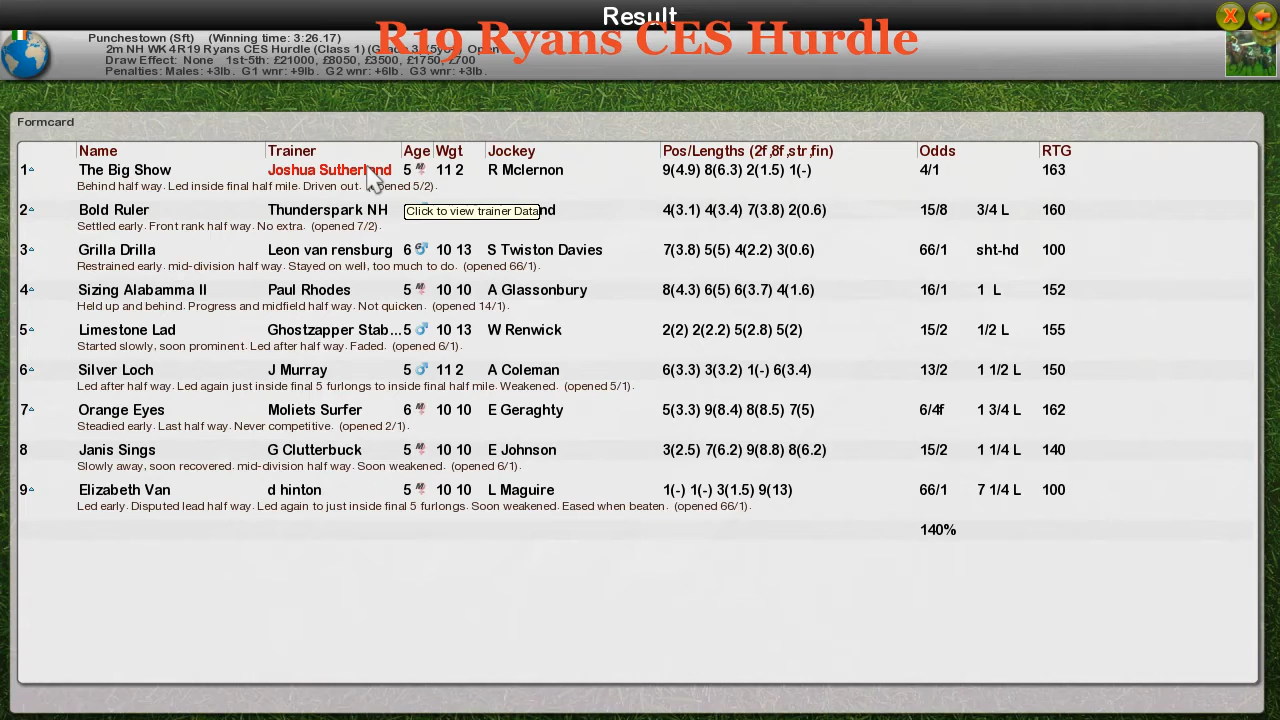 Result
R19 Ryans CES Hurdle
Punchestown (Sft) (Winning time: 3:26.17)
2m NH WK4R19 Ryans CES Hurdle (Class 1) Open
Draw Effect: None 1st-5th: £21000, £8050, £3500, £1750, £700
Penalties: Males: +3lb. G1 wnr: +9lb. G2 wnr: +6lb. G3 wnr: +3lb.
Formcard
Name Trainer Age Wgt Jockey Pos/Lengths (2f,8f,str,fin) Odds RTG
1 The Big Show Joshua Sutherland 5 11 2 R Mclernon 9(4.9) 8(6.3) 2(1.5) 1(-) 4/1 163
Behind half way. Led inside final half mile. Driven out. opened 5/2).
2 Bold Ruler Thunderspark NH 4(3.1) 4(3.4) 7(3.8) 2(0.6) 15/8 3/4 L 160
Click to view trainer Data
Settled early. Front rank half way. No extra. (opened 7/2).
3 Grilla Drilla Leon van rensburg 6 10 13 S Twiston Davies 7(3.8) 5(5) 4(2.2) 3(0.6) 66/1 sht-hd 100
Restrained early. mid-division half way. Stayed on well, too much to do. (opened 66/1).
4 Sizing Alabamma II Paul Rhodes 5 10 10 A Glassonbury 8(4.3) 6(5) 6(3.7) 4(1.6) 16/1 1 L 152
Held up and behind. Progress and midfield half way. Not quicken. (opened 14/1).
5 Limestone Lad Ghostzapper Stab... 5 10 13 W Renwick 2(2) 2(2.2) 5(2.8) 5(2) 15/2 1/2 L 155
Started slowly, soon prominent. Led after half way. Faded. (opened 6/1).
6 Silver Loch J Murray 5 11 2 A Coleman 6(3.3) 3(3.2) 1(-) 6(3.4) 13/2 1 1/2 L 150
Led after half way. Led again just inside final 5 furlongs to inside final half mile. Weakened. (opened 5/1).
7 Orange Eyes Moliets Surfer 6 10 10 E Geraghty 5(3.3) 9(8.4) 8(8.5) 7(5) 6/4f 1 3/4 L 162
Steadied early. Last half way. Never competitive. (opened 2/1).
8 Janis Sings G Clutterbuck 5 10 10 E Johnson 3(2.5) 7(6.2) 9(8.8) 8(6.2) 15/2 1 1/4 L 140
Slowly away, soon recovered. mid-division half way. Soon weakened. (opened 6/1).
9 Elizabeth Van d hinton 5 10 10 L Maguire 1(-) 1(-) 3(1.5) 9(13) 66/1 7 1/4 L 100
Led early. Disputed lead half way. Led again to just inside final 5 furlongs. Soon weakened. Eased when beaten. (opened 66/1).
140%